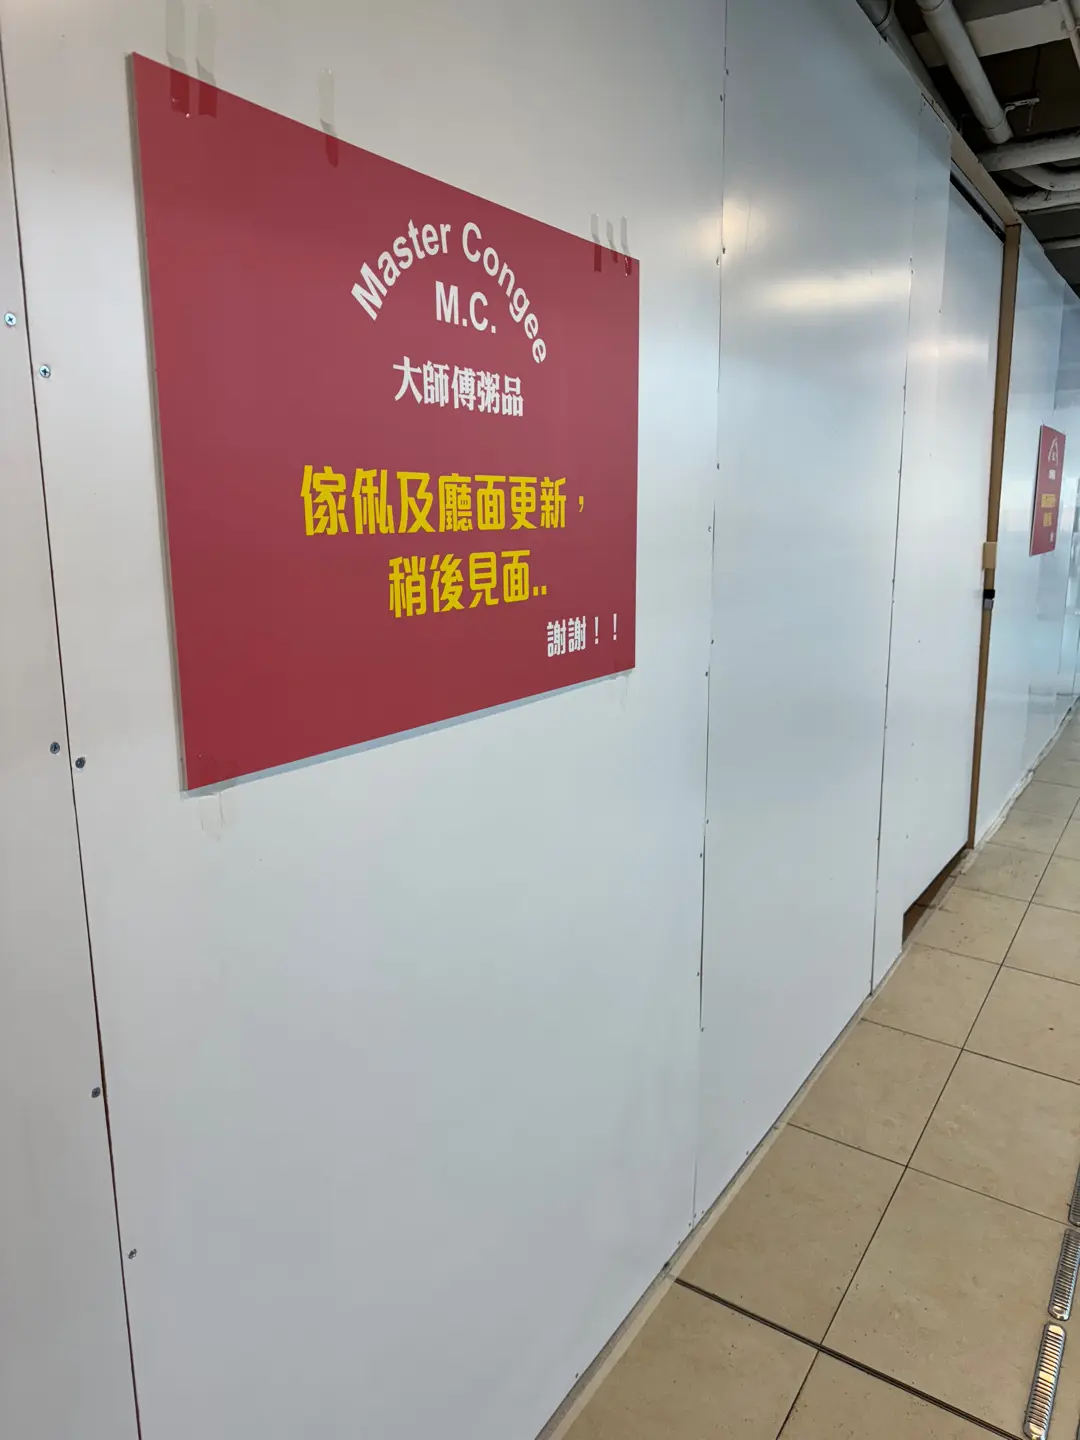 Master Congee
M.C.
大師傅粥品
傢俬及廳面更新，
稍後見面..
謝謝！！